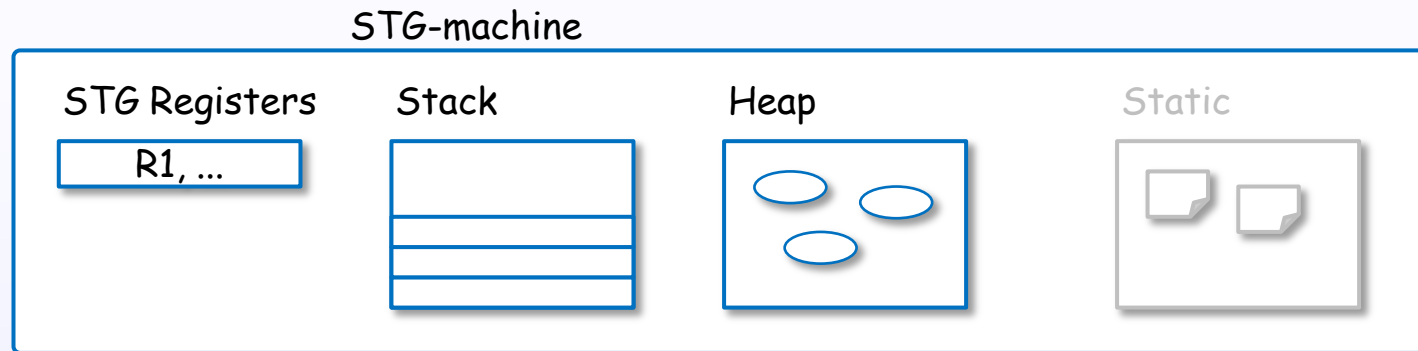 STG-machine
STG Registers
Stack
Heap
Static
R1, ...